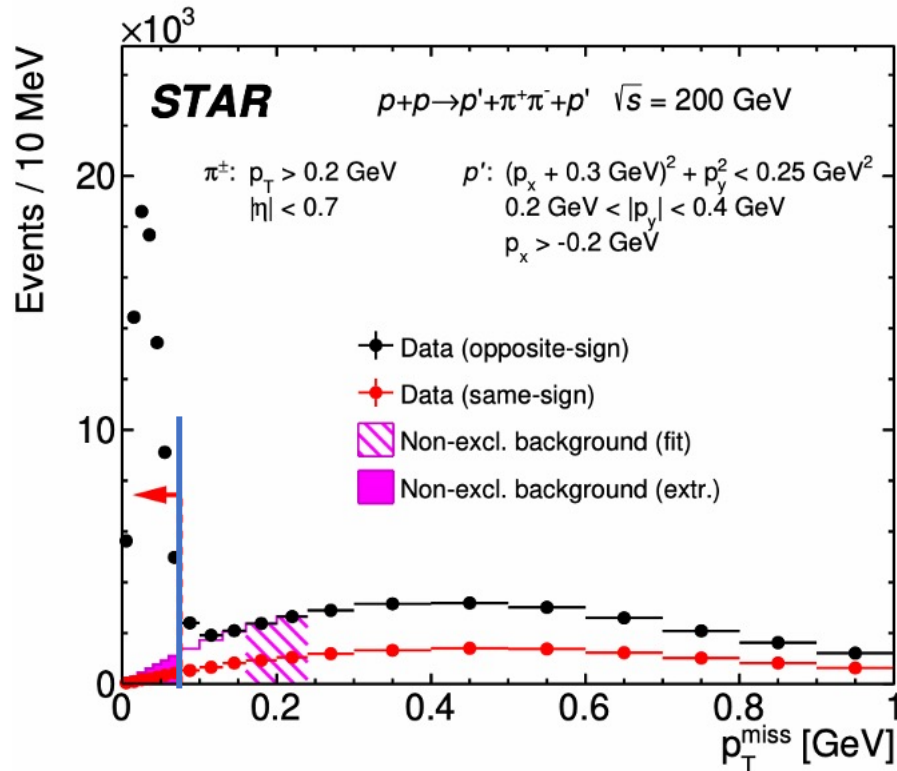 ×10³
Events / 10 MeV
STAR
p+p→p'+π⁺π⁻+p' √s = 200 GeV
π±: p_T > 0.2 GeV
|η| < 0.7
p': (p_x + 0.3 GeV)² + p_y² < 0.25 GeV²
0.2 GeV < |p_y| < 0.4 GeV
p_x > -0.2 GeV
20
Data (opposite-sign)
Data (same-sign)
10
Non-excl. background (fit)
Non-excl. background (extr.)
0
0 0.2 0.4 0.6 0.8 1
p_T^miss [GeV]